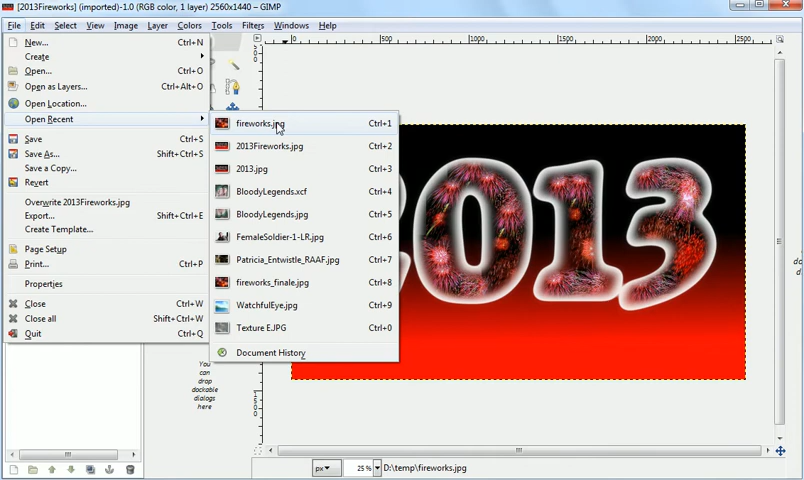 [2013Fireworks] (imported)-1.0 (RGB color, 1 layer) 2560x1440 – GIMP
File Edit Select View Image Layer Colors Tools Filters Windows Help
New... Ctrl+N
Create
Open... Ctrl+O
Open as Layers... Ctrl+Alt+O
Open Location...
Open Recent
Save Ctrl+S
Save As... Shift+Ctrl+S
Save a Copy...
Revert
Overwrite 2013Fireworks.jpg
Export... Shift+Ctrl+E
Create Template...
Page Setup
Print... Ctrl+P
Properties
Close Ctrl+W
Close all Shift+Ctrl+W
Quit Ctrl+Q
fireworks.jpg Ctrl+1
2013Fireworks.jpg Ctrl+2
2013.jpg Ctrl+3
BloodyLegends.xcf Ctrl+4
BloodyLegends.jpg Ctrl+5
FemaleSoldier-1-LR.jpg Ctrl+6
Patricia_Entwistle_RAAF.jpg Ctrl+7
fireworks_finale.jpg Ctrl+8
WatchfulEye.jpg Ctrl+9
Texture E.JPG Ctrl+0
Document History
You
can
drop
dockable
dialogs
here
0 500 1000 1500 2000 2500
013
px 25 % D:\temp\fireworks.jpg